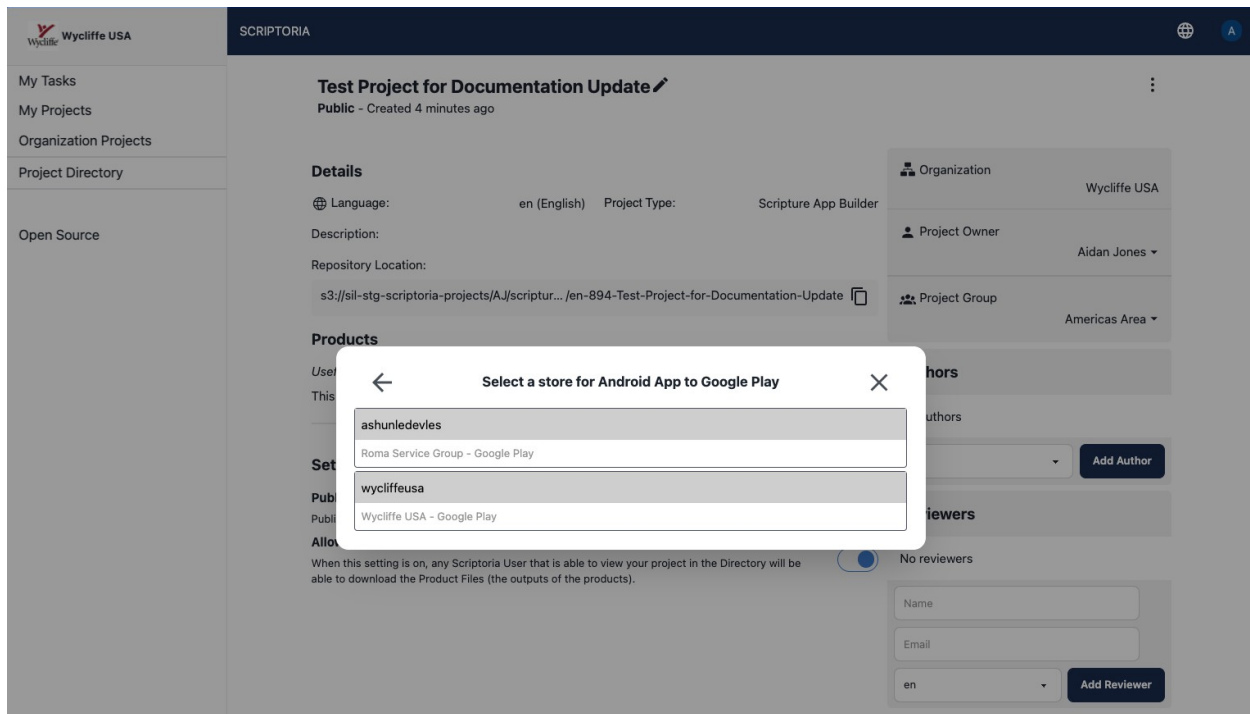 Wycliffe Wycliffe USA
SCRIPTORIA
A
My Tasks
My Projects
Organization Projects
Project Directory
Open Source
Test Project for Documentation Update
Public - Created 4 minutes ago
Details
Language: en (English) Project Type: Scripture App Builder
Description:
Repository Location:
s3://sil-stg-scriptoria-projects/AJ/scriptur... /en-894-Test-Project-for-Documentation-Update
Products
This
Select a store for Android App to Google Play
ashunledevles
Roma Service Group - Google Play
wycliffeusa
Wycliffe USA - Google Play
When this setting is on, any Scriptoria User that is able to view your project in the Directory will be
able to download the Product Files (the outputs of the products).
Organization
Wycliffe USA
Project Owner
Aidan Jones
Project Group
Americas Area
Add Author
No reviewers
Name
Email
en
Add Reviewer